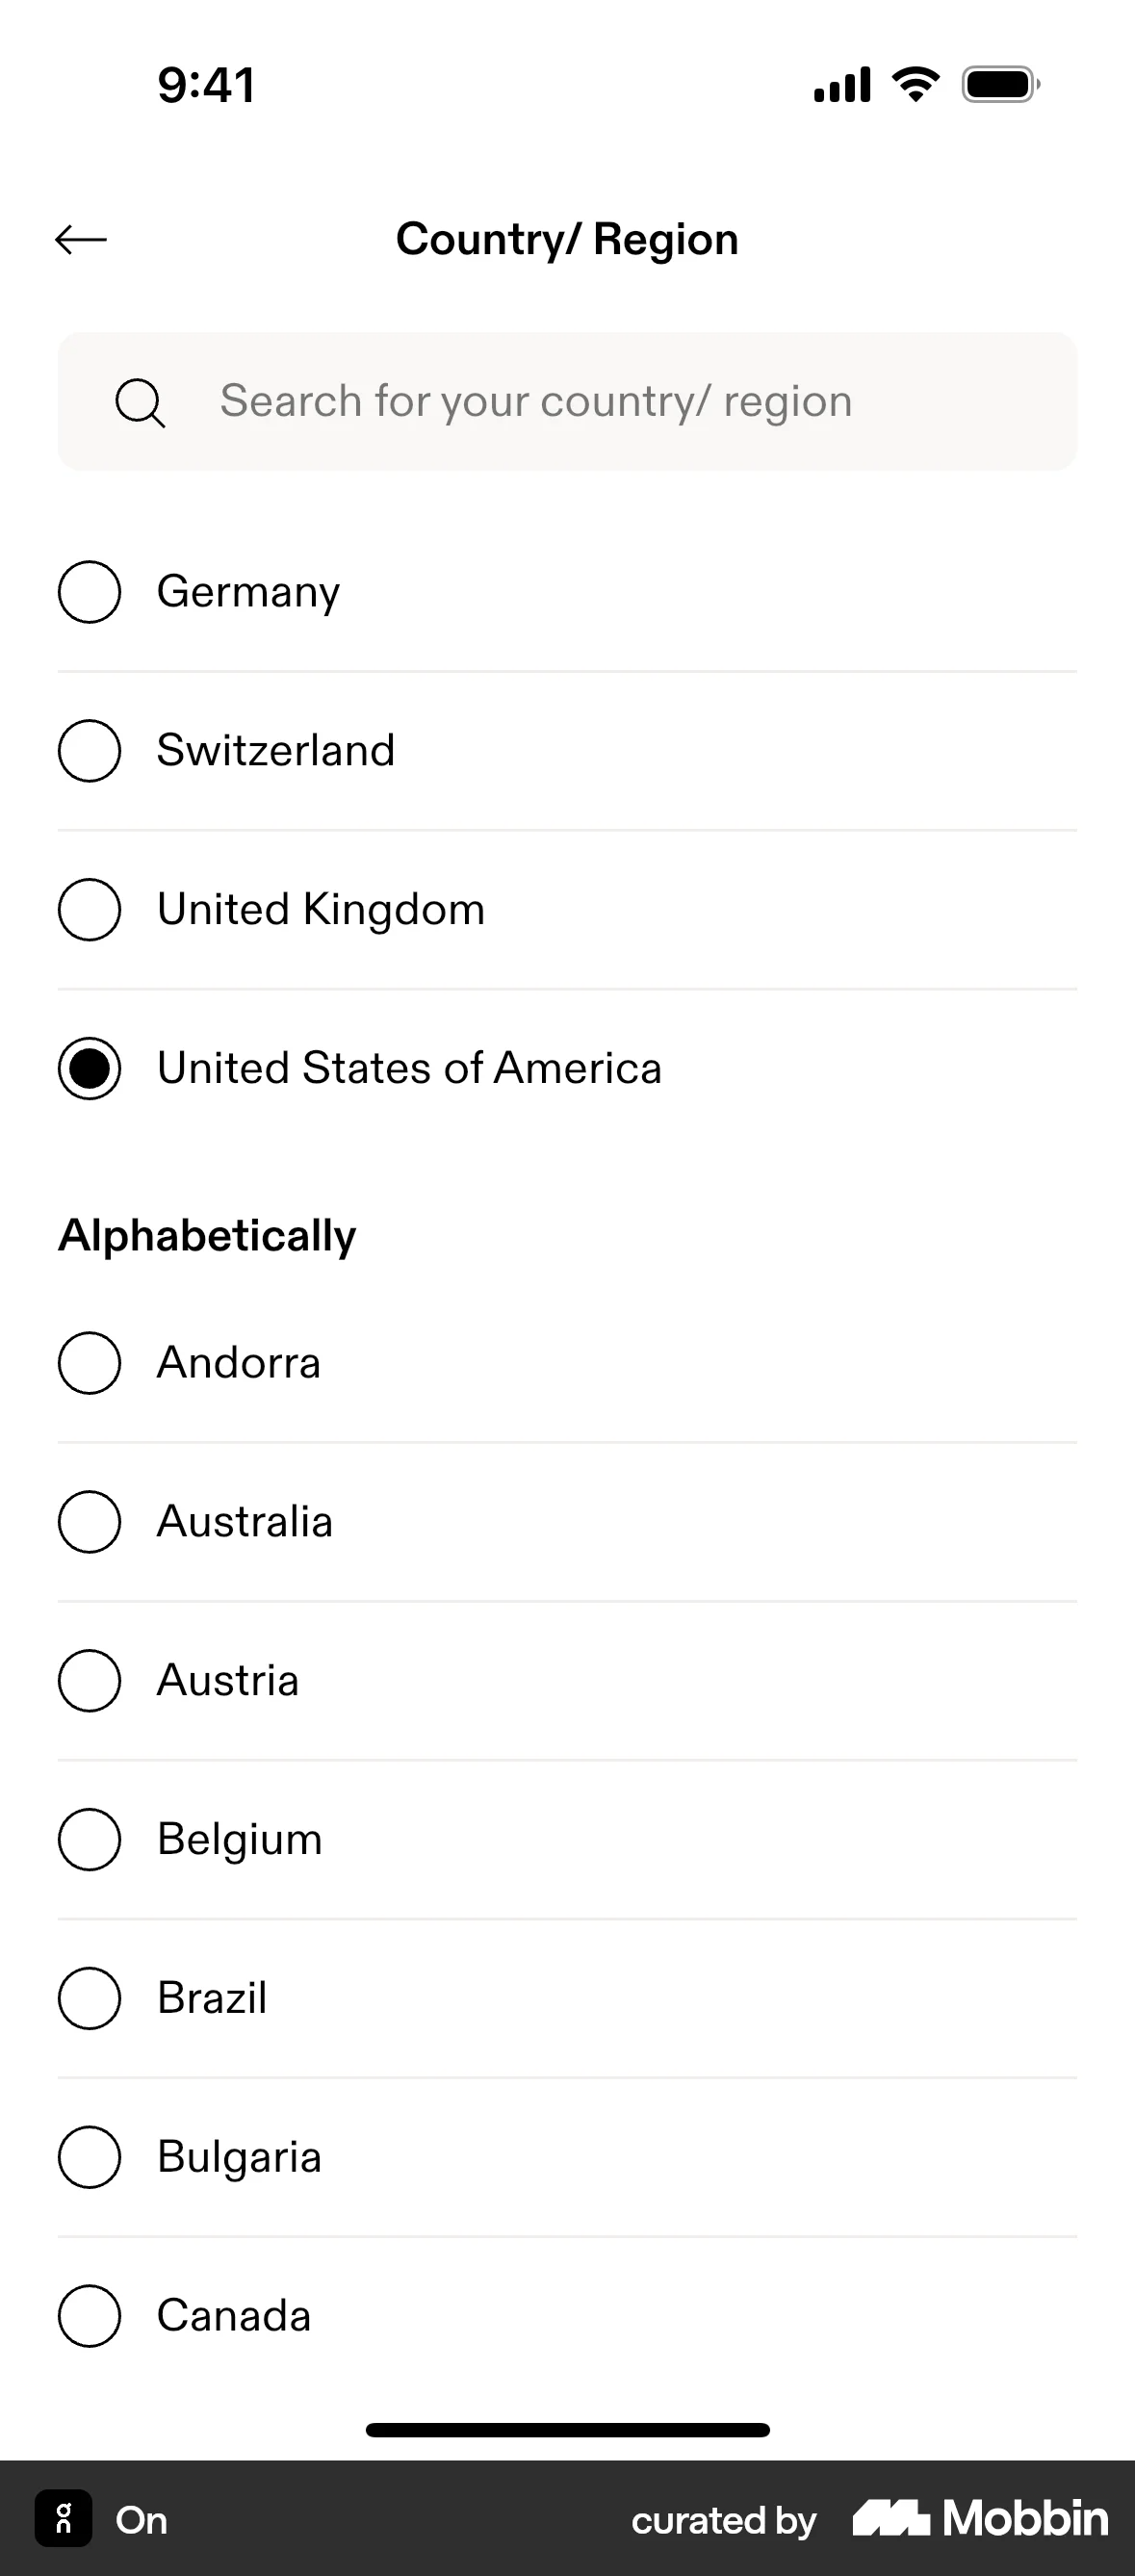 9:41
Country/ Region
Search for your country/ region
Germany
Switzerland
United Kingdom
United States of America
Alphabetically
Andorra
Australia
Austria
Belgium
Brazil
Bulgaria
Canada
On
curated by Mobbin